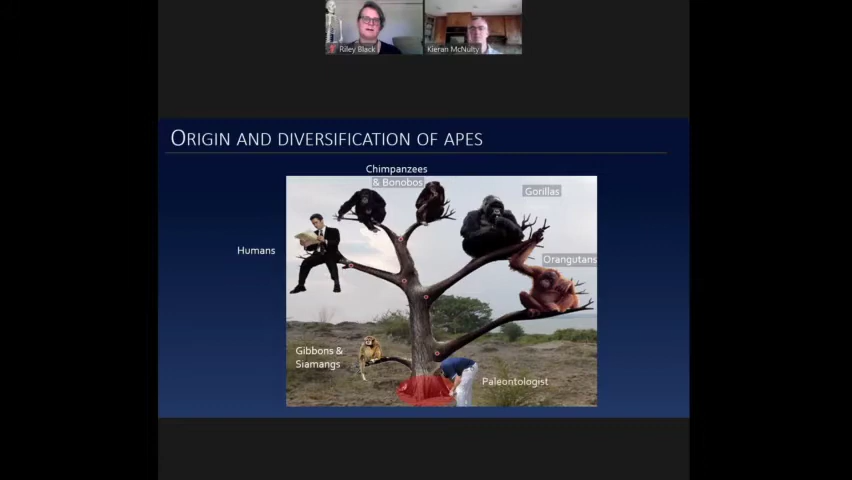 Riley Black
Kieran McNulty
ORIGIN AND DIVERSIFICATION OF APES
Chimpanzees
& Bonobos
Gorillas
Humans
Orangutans
Gibbons &
Siamangs
Paleontologist